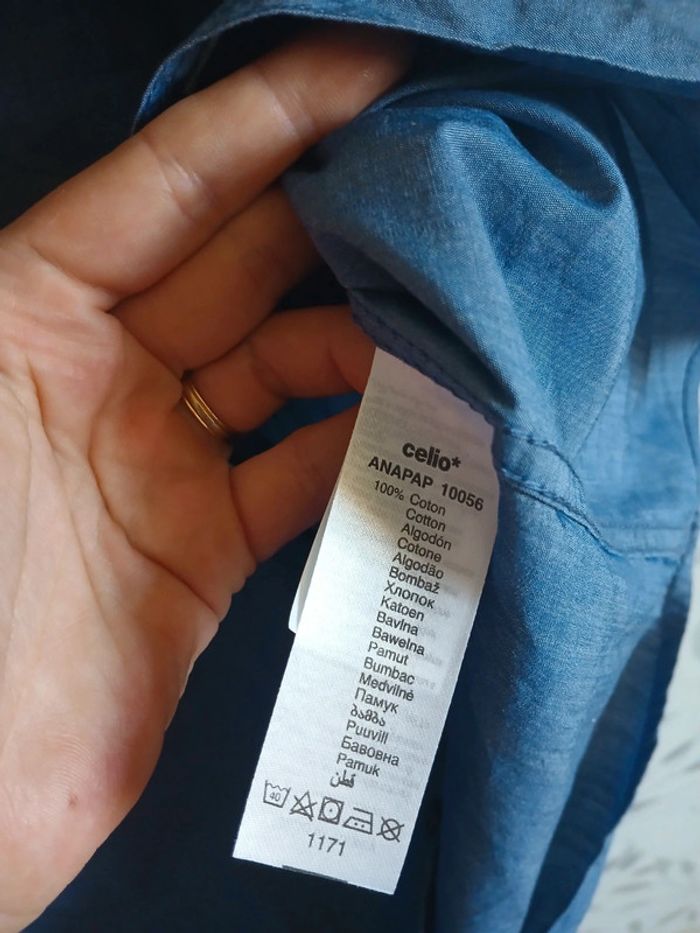 celio*
ANAPAP 10056
100% Coton
Cotton
Algodón
Cotone
Algodão
Bombaž
Хлопок
Katoen
Bavlna
Bawełna
Pamut
Bumbac
Medvilnė
Памук
ბამბა
Puuvill
Бавовна
Pamuk
قطن
40
1171